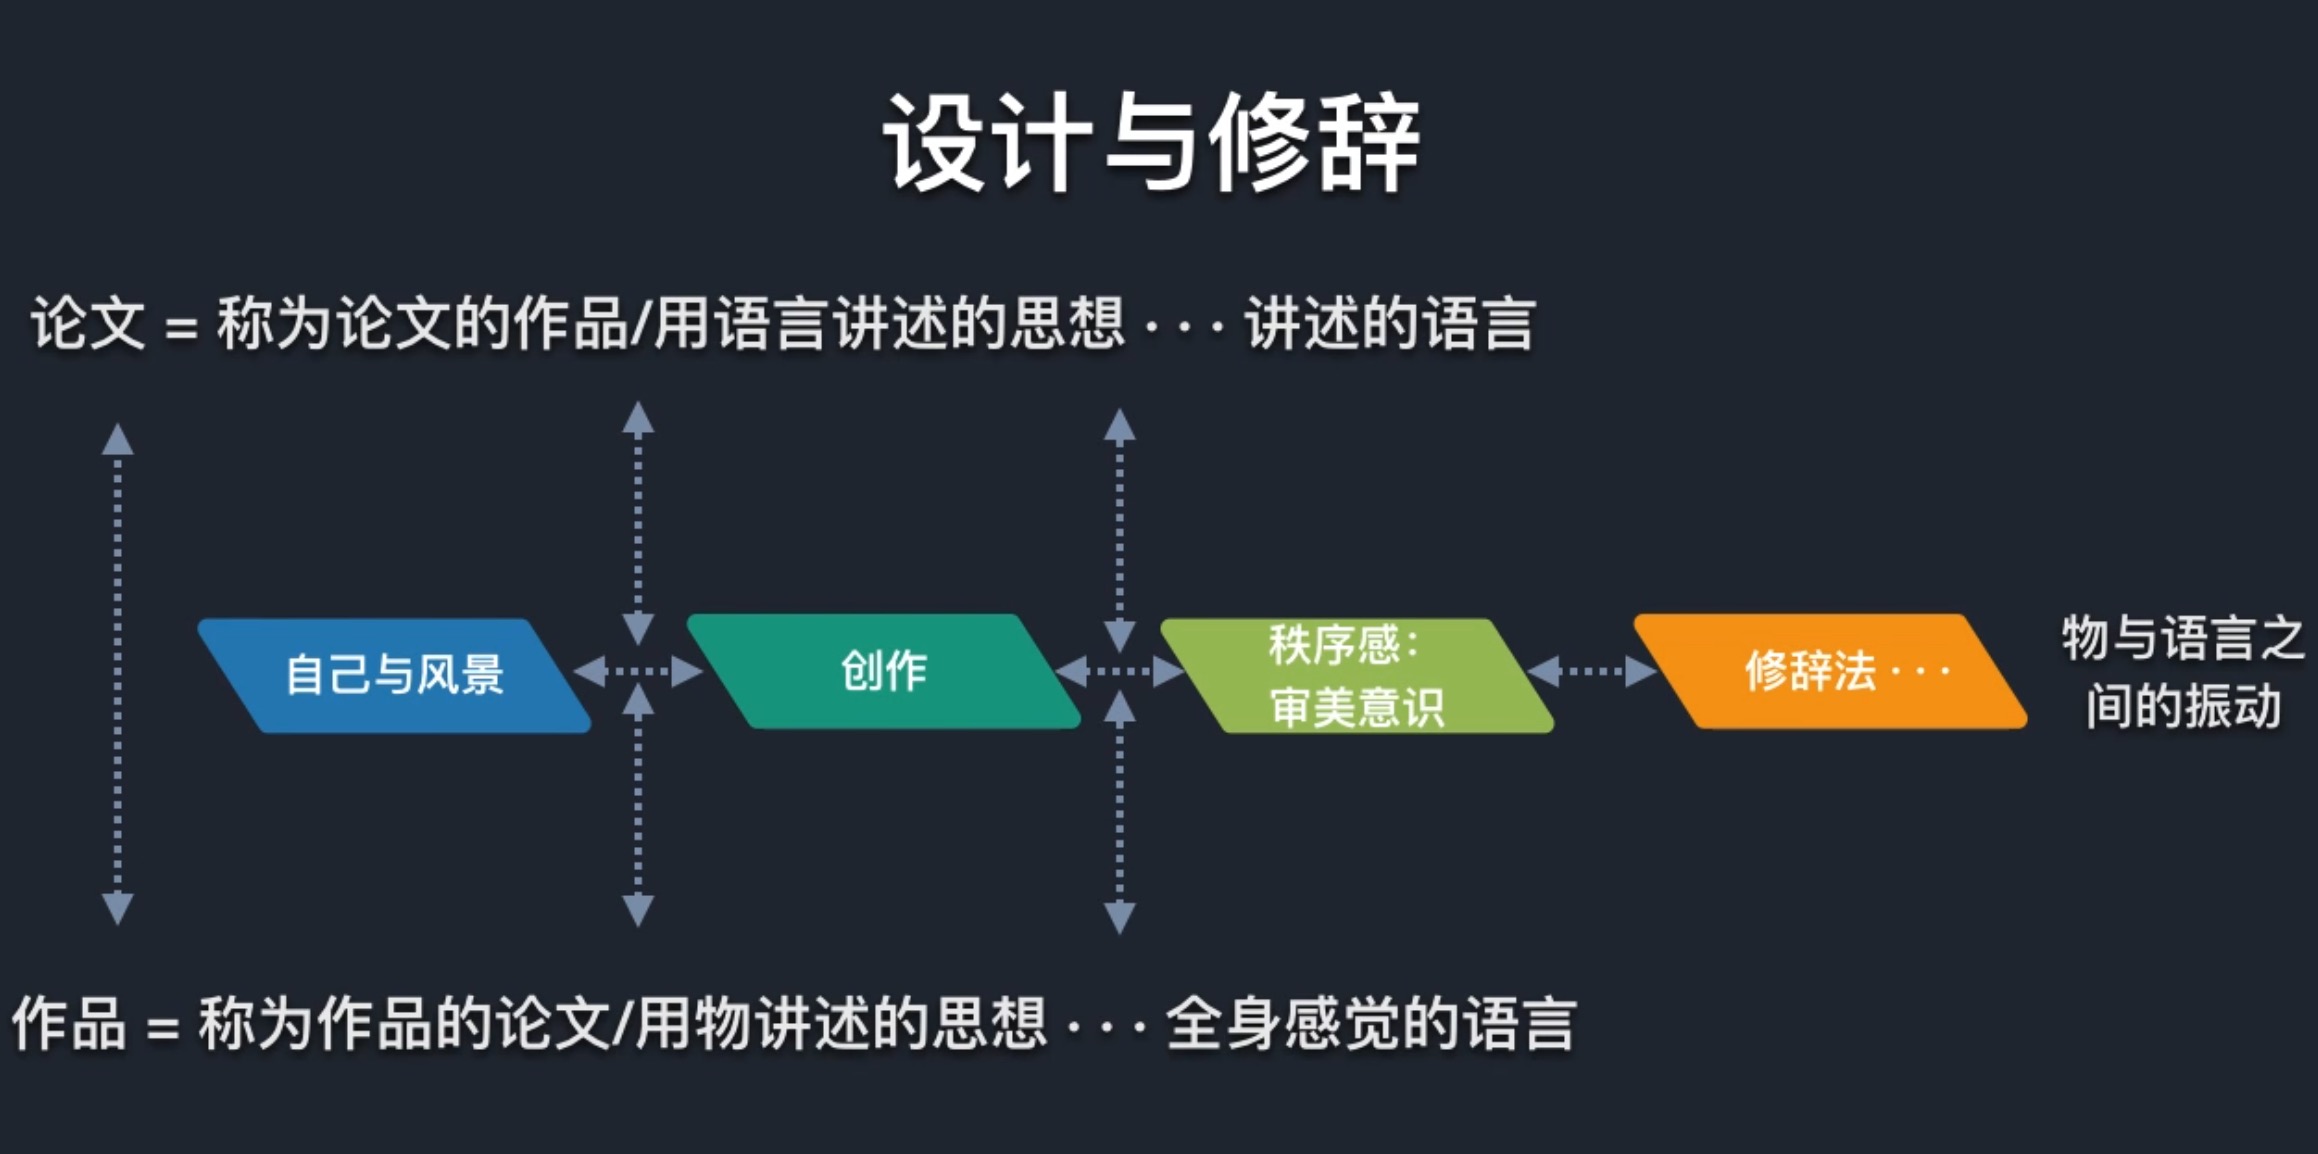 设计与修辞
论文 = 称为论文的作品/用语言讲述的思想 · · · 讲述的语言
自己与风景
创作
秩序感：
审美意识
修辞法 · · ·
物与语言之
间的振动
作品 = 称为作品的论文/用物讲述的思想 · · · 全身感觉的语言